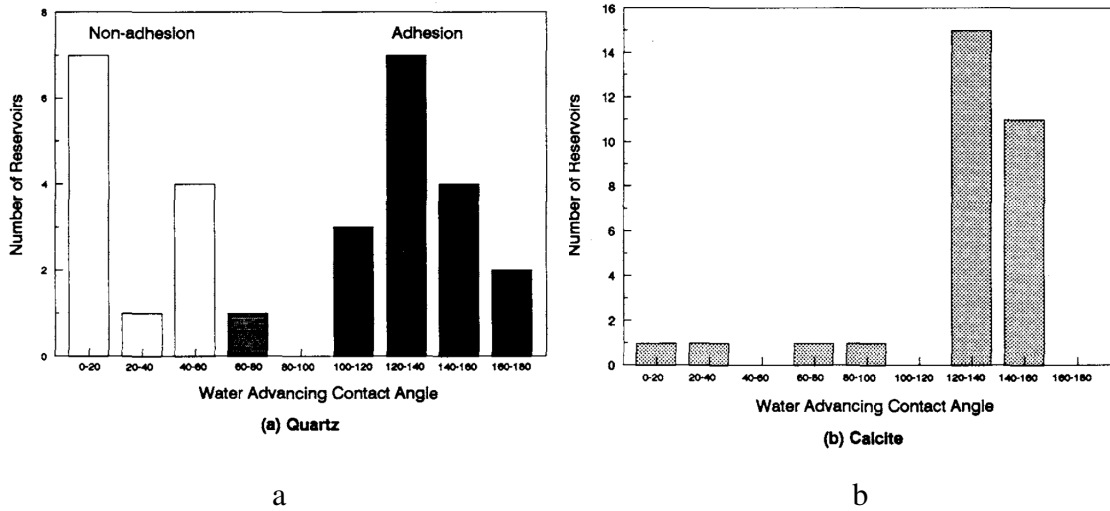 8
6
4
2
0
Number of Reservoirs
Non-adhesion
Adhesion
0-20 20-40 40-60 60-80 80-100 100-120 120-140 140-160 160-180
Water Advancing Contact Angle
(a) Quartz
a
16
14
12
10
8
6
4
2
0
Number of Reservoirs
0-20 20-40 40-60 60-80 80-100 100-120 120-140 140-160 160-180
Water Advancing Contact Angle
(b) Calcite
b